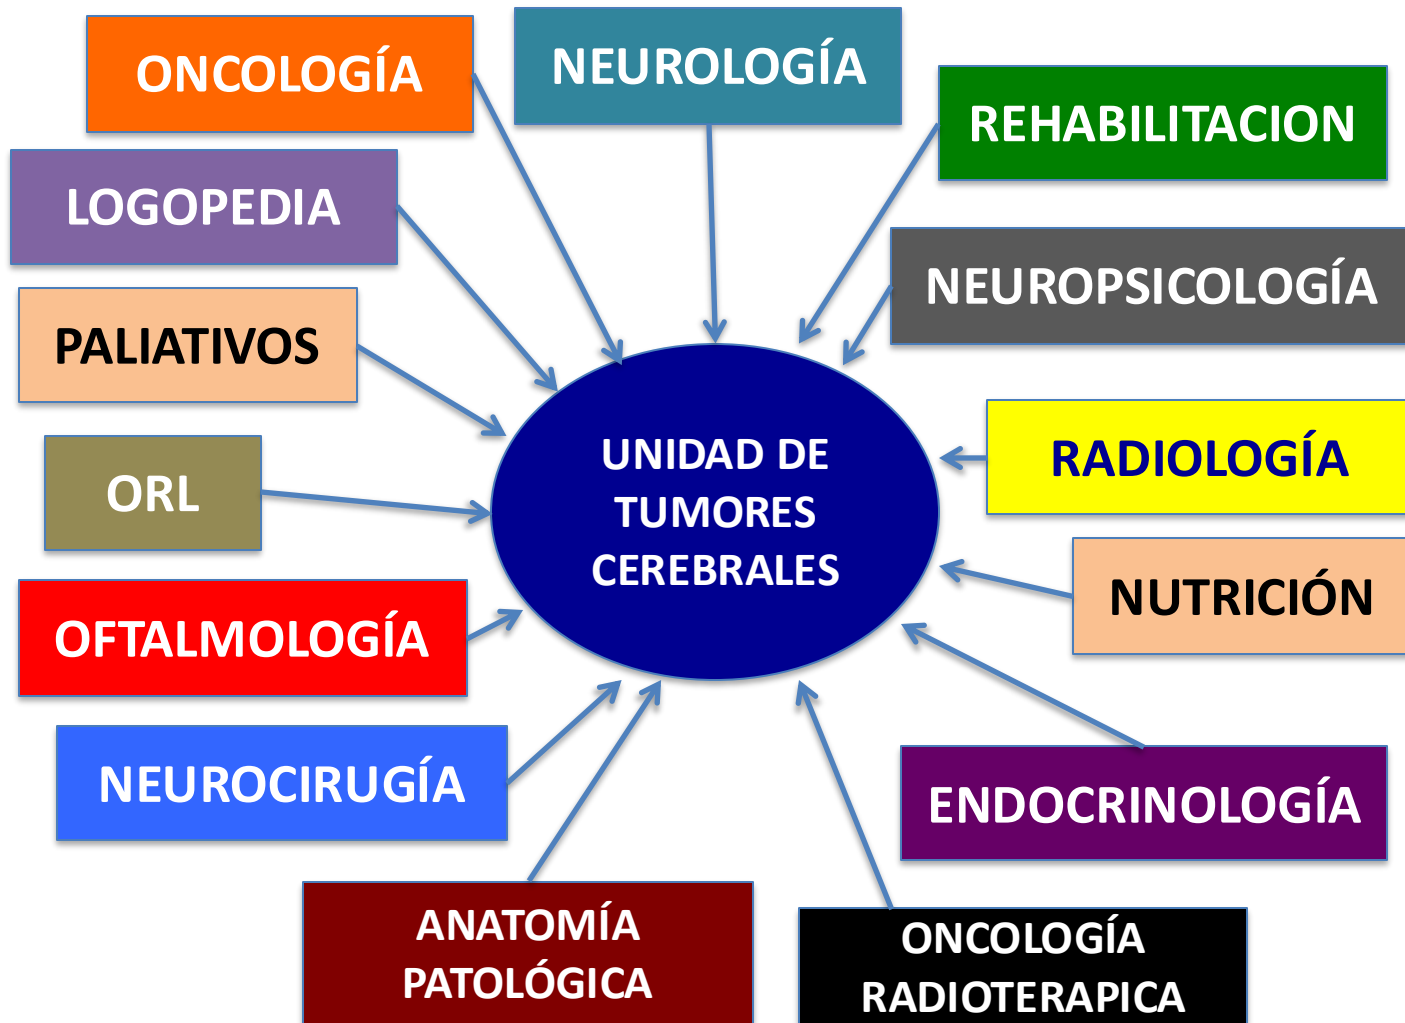 ONCOLOGÍA
NEUROLOGÍA
REHABILITACION
LOGOPEDIA
NEUROPSICOLOGÍA
PALIATIVOS
RADIOLOGÍA
ORL
UNIDAD DE
TUMORES
CEREBRALES
NUTRICIÓN
OFTALMOLOGÍA
NEUROCIRUGÍA
ENDOCRINOLOGÍA
ANATOMÍA
PATOLÓGICA
ONCOLOGÍA
RADIOTERAPICA